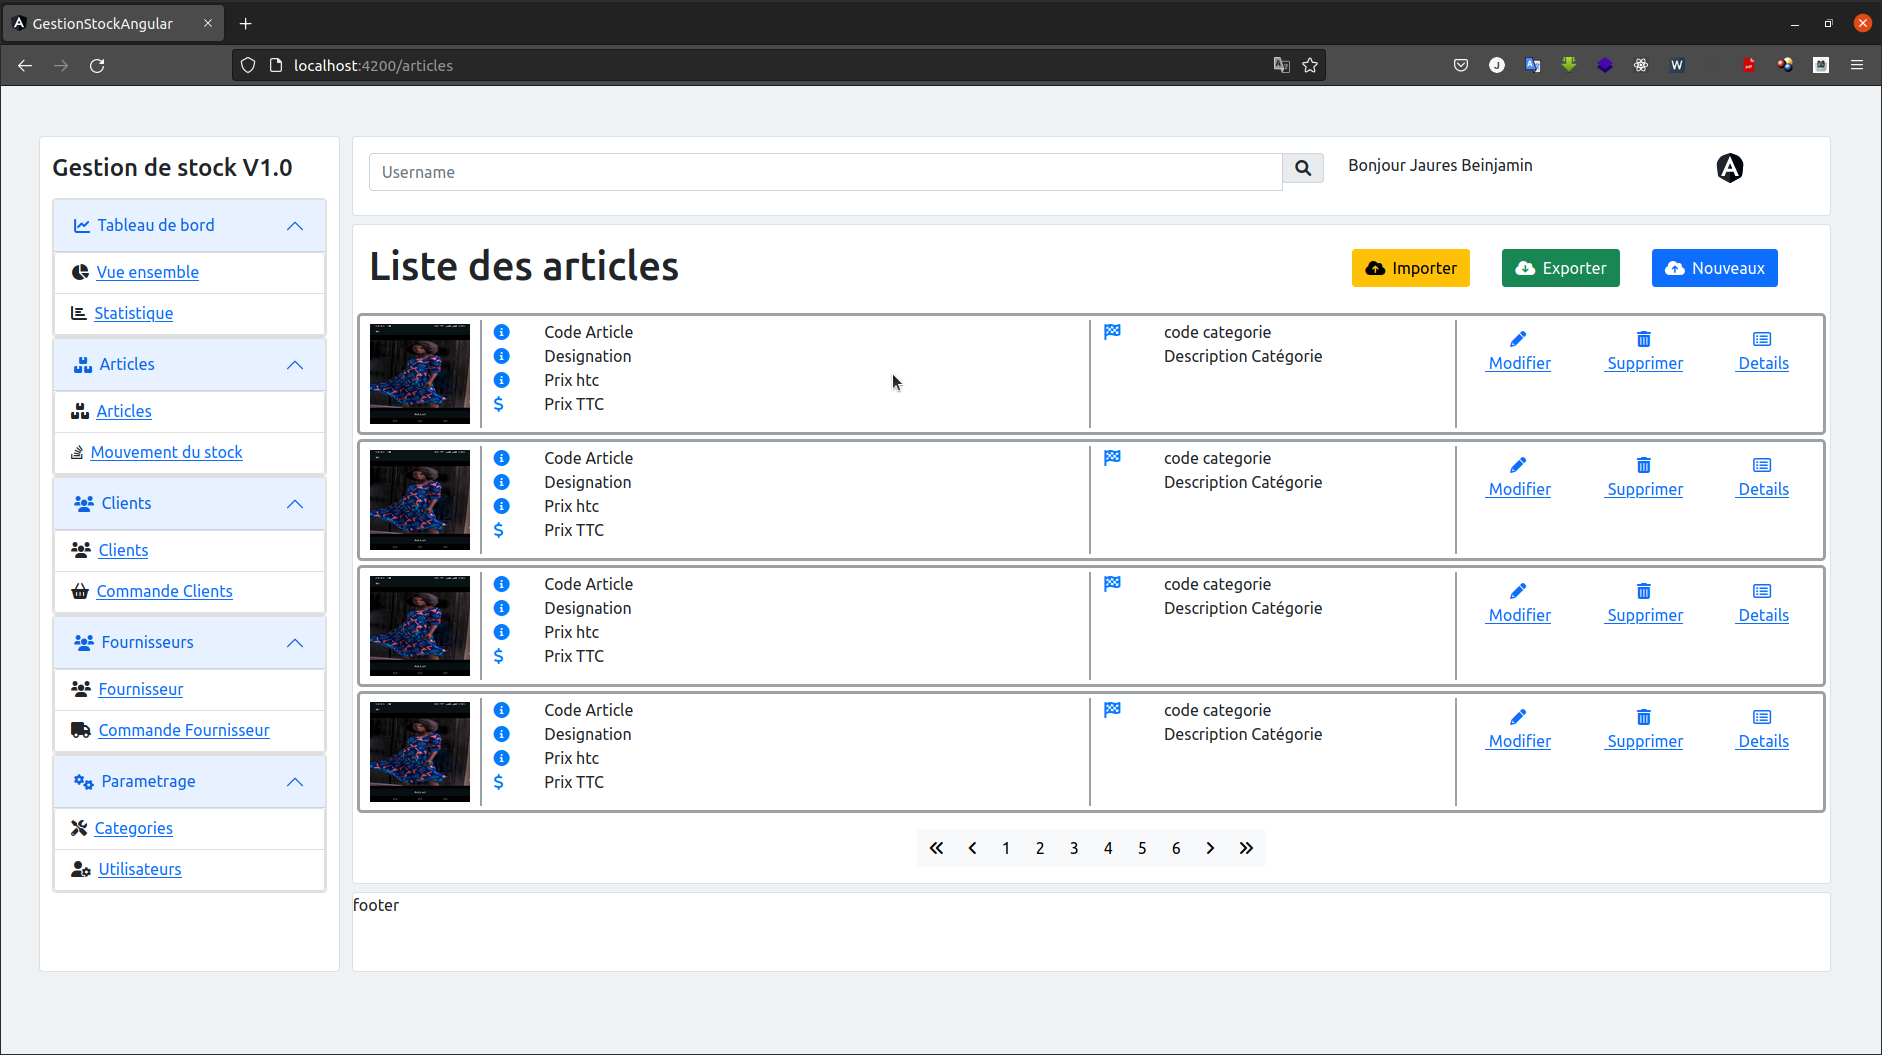 GestionStockAngular
localhost:4200/articles
Gestion de stock V1.0
Tableau de bord
Vue ensemble
Statistique
Articles
Articles
Mouvement du stock
Clients
Clients
Commande Clients
Fournisseurs
Fournisseur
Commande Fournisseur
Parametrage
Categories
Utilisateurs
Username
Bonjour Jaures Beinjamin
Liste des articles
Importer
Exporter
Nouveaux
Code Article
Designation
Prix htc
Prix TTC
code categorie
Description Catégorie
Modifier
Supprimer
Details
Code Article
Designation
Prix htc
Prix TTC
code categorie
Description Catégorie
Modifier
Supprimer
Details
Code Article
Designation
Prix htc
Prix TTC
code categorie
Description Catégorie
Modifier
Supprimer
Details
Code Article
Designation
Prix htc
Prix TTC
code categorie
Description Catégorie
Modifier
Supprimer
Details
1 2 3 4 5 6
footer